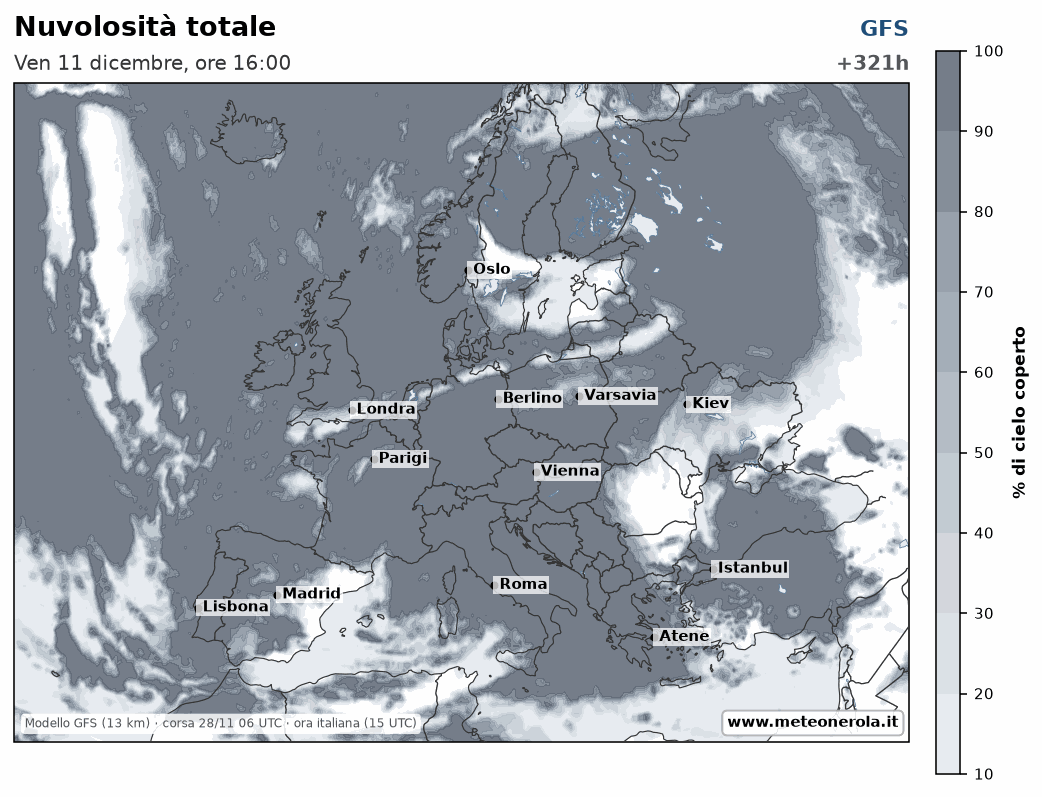 Nuvolosità totale
GFS
Ven 11 dicembre, ore 16:00
+321h
100
90
80
70
60
50
40
30
20
10
% di cielo coperto
Oslo
Londra
Berlino
Varsavia
Kiev
Parigi
Vienna
Istanbul
Roma
Madrid
Lisbona
Atene
Modello GFS (13 km) · corsa 28/11 06 UTC · ora italiana (15 UTC)
www.meteonerola.it